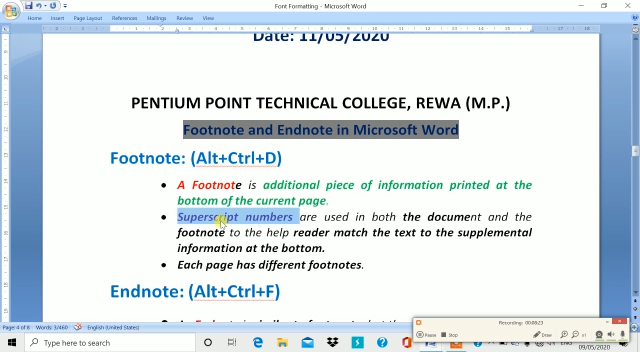 Font Formatting - Microsoft Word
Home Insert Page Layout References Mailings Review View
Date: 11/05/2020
PENTIUM POINT TECHNICAL COLLEGE, REWA (M.P.)
Footnote and Endnote in Microsoft Word
Footnote: (Alt+Ctrl+D)
• A Footnote is additional piece of information printed at the
bottom of the current page.
• Superscript numbers are used in both the document and the
footnote to the help reader match the text to the supplemental
information at the bottom.
• Each page has different footnotes.
Endnote: (Alt+Ctrl+F)
Page: 4 of 8 Words: 3/460 English (United States)
Recording: 00:08:23
Pause Stop Draw
Type here to search
09/05/2020